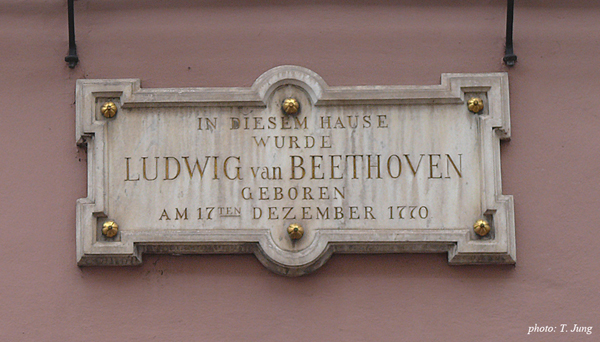 IN DIESEM HAUSE
WURDE
LUDWIG van BEETHOVEN
GEBOREN
AM 17TEN DEZEMBER 1770
photo: T. Jung